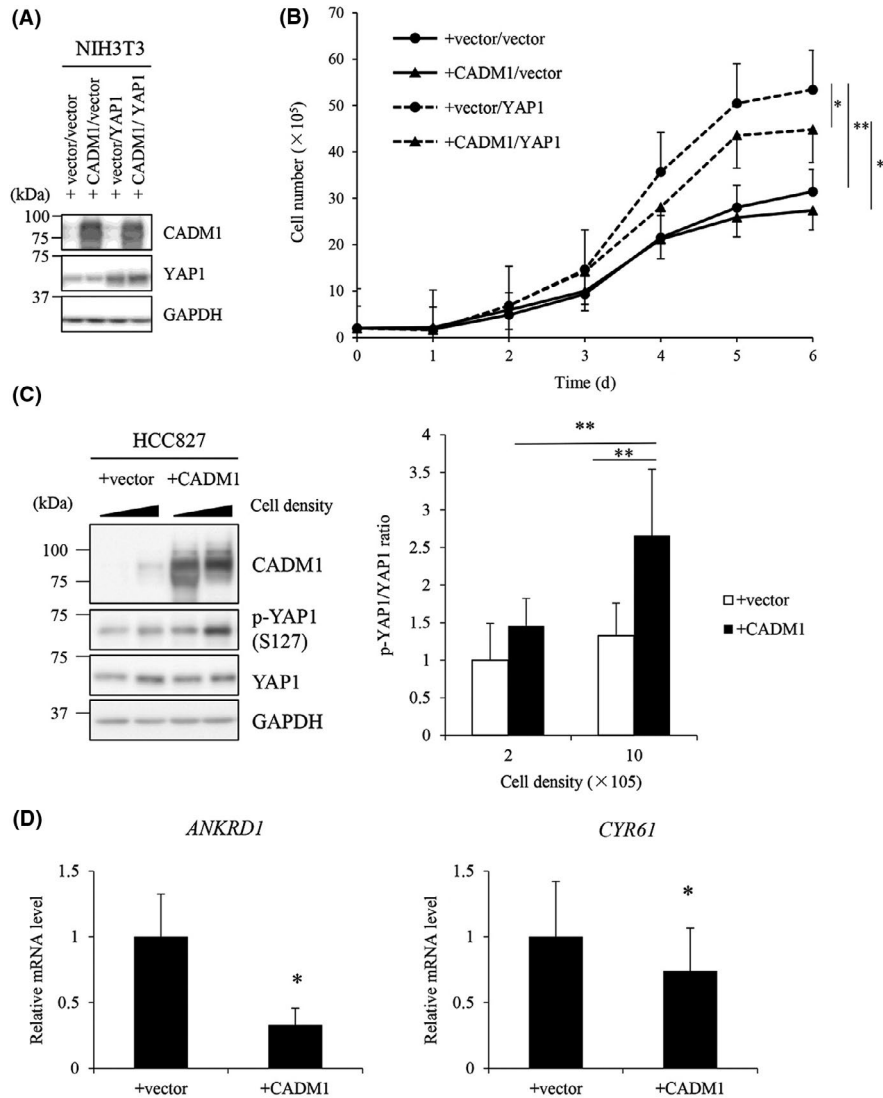 (A)
NIH3T3
+ vector/vector
+ CADM1/vector
+ vector/YAP1
+ CADM1/ YAP1
(kDa)
100
75
CADM1
75
YAP1
37
GAPDH
(B)
Cell number (×10⁵)
70
60
50
40
30
20
10
0
+vector/vector
+CADM1/vector
+vector/YAP1
+CADM1/YAP1
*
**
*
0 1 2 3 4 5 6
Time (d)
(C)
HCC827
+vector +CADM1
(kDa)
Cell density
100
75
CADM1
75
p-YAP1
(S127)
75
YAP1
37
GAPDH
p-YAP1/YAP1 ratio
4
3.5
3
2.5
2
1.5
1
0.5
0
**
**
+vector
+CADM1
2 10
Cell density (×105)
(D)
ANKRD1
Relative mRNA level
1.5
1
0.5
0
*
+vector +CADM1
CYR61
Relative mRNA level
1.5
1
0.5
0
*
+vector +CADM1